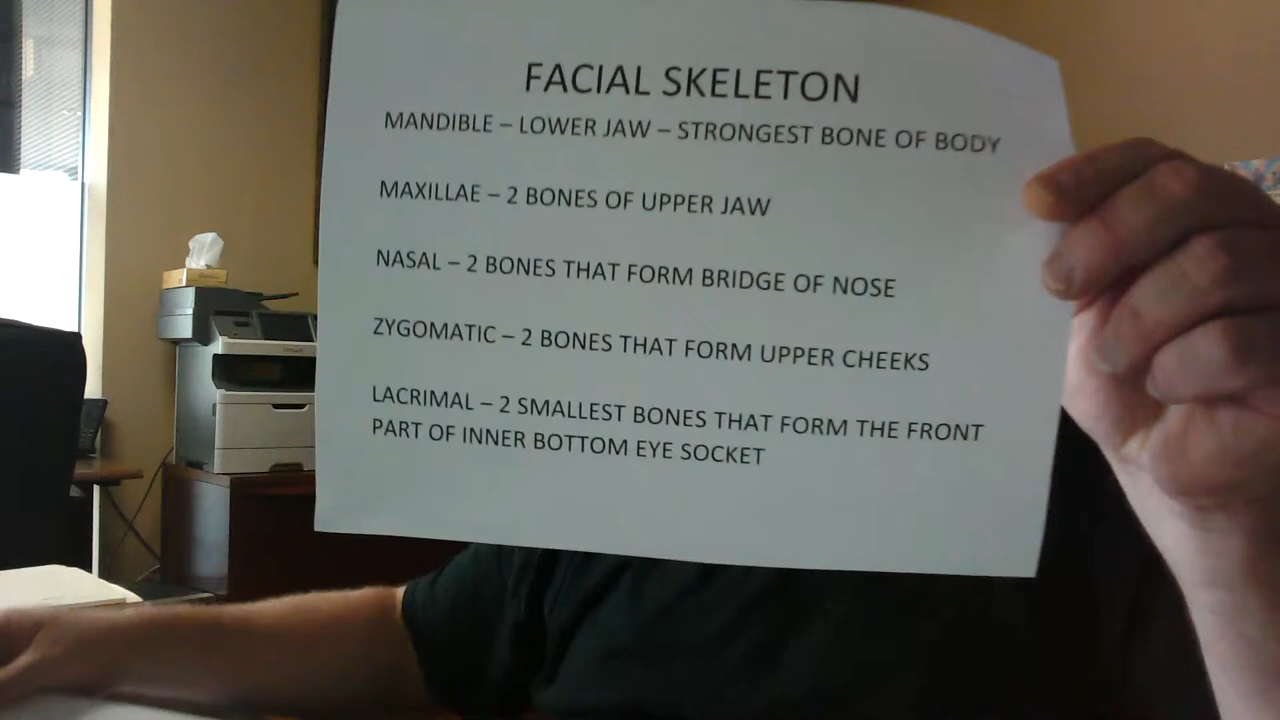 FACIAL SKELETON
MANDIBLE – LOWER JAW – STRONGEST BONE OF BODY
MAXILLAE – 2 BONES OF UPPER JAW
NASAL – 2 BONES THAT FORM BRIDGE OF NOSE
ZYGOMATIC – 2 BONES THAT FORM UPPER CHEEKS
LACRIMAL – 2 SMALLEST BONES THAT FORM THE FRONT
PART OF INNER BOTTOM EYE SOCKET